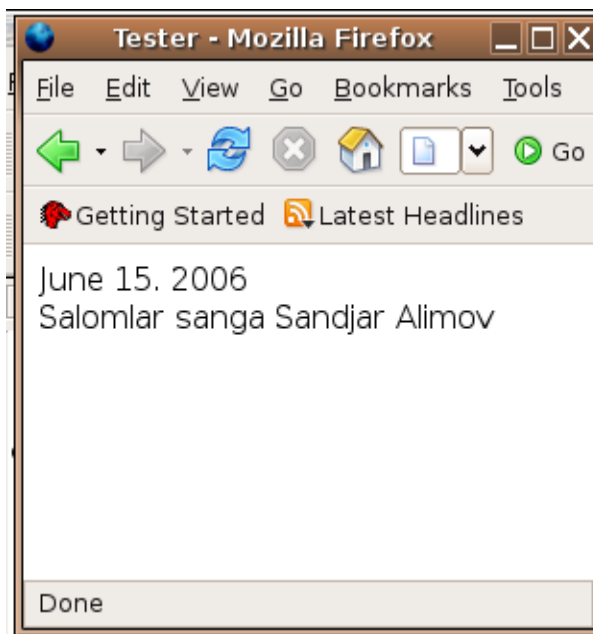 Tester - Mozilla Firefox
File Edit View Go Bookmarks Tools
Go
Getting Started Latest Headlines
June 15. 2006
Salomlar sanga Sandjar Alimov
Done